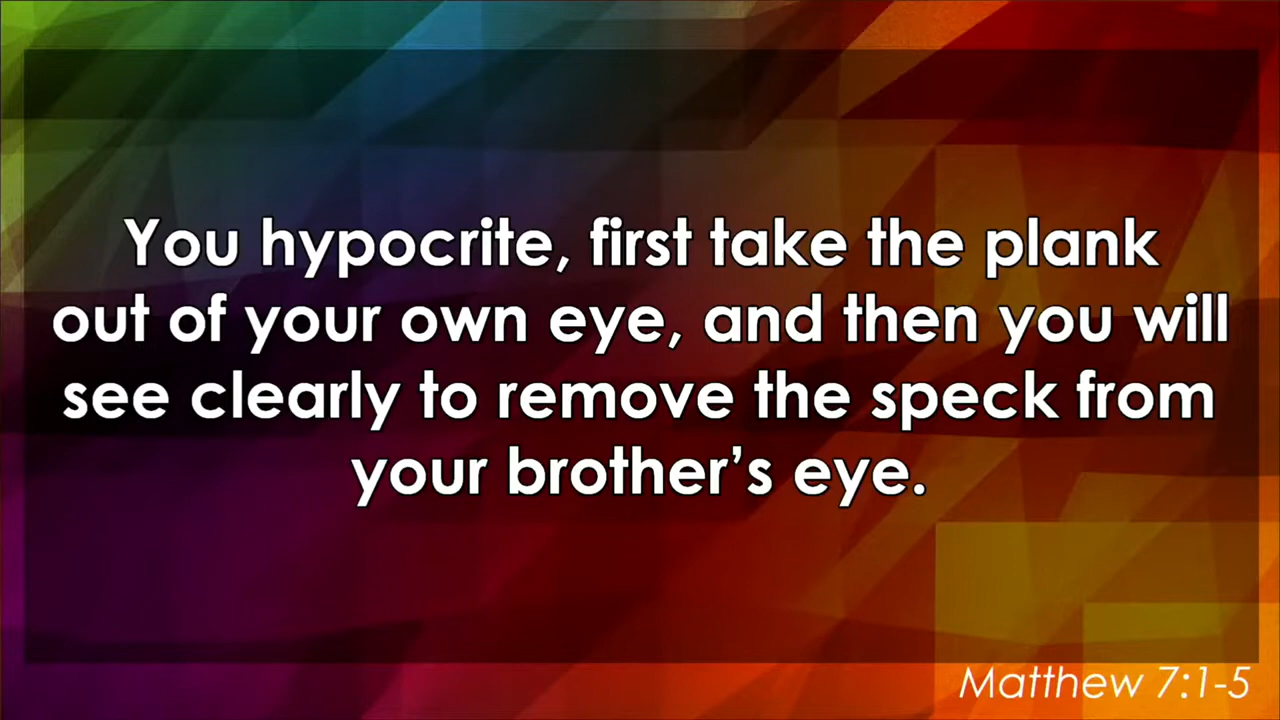 You hypocrite, first take the plank
out of your own eye, and then you will
see clearly to remove the speck from
your brother’s eye.
Matthew 7:1-5